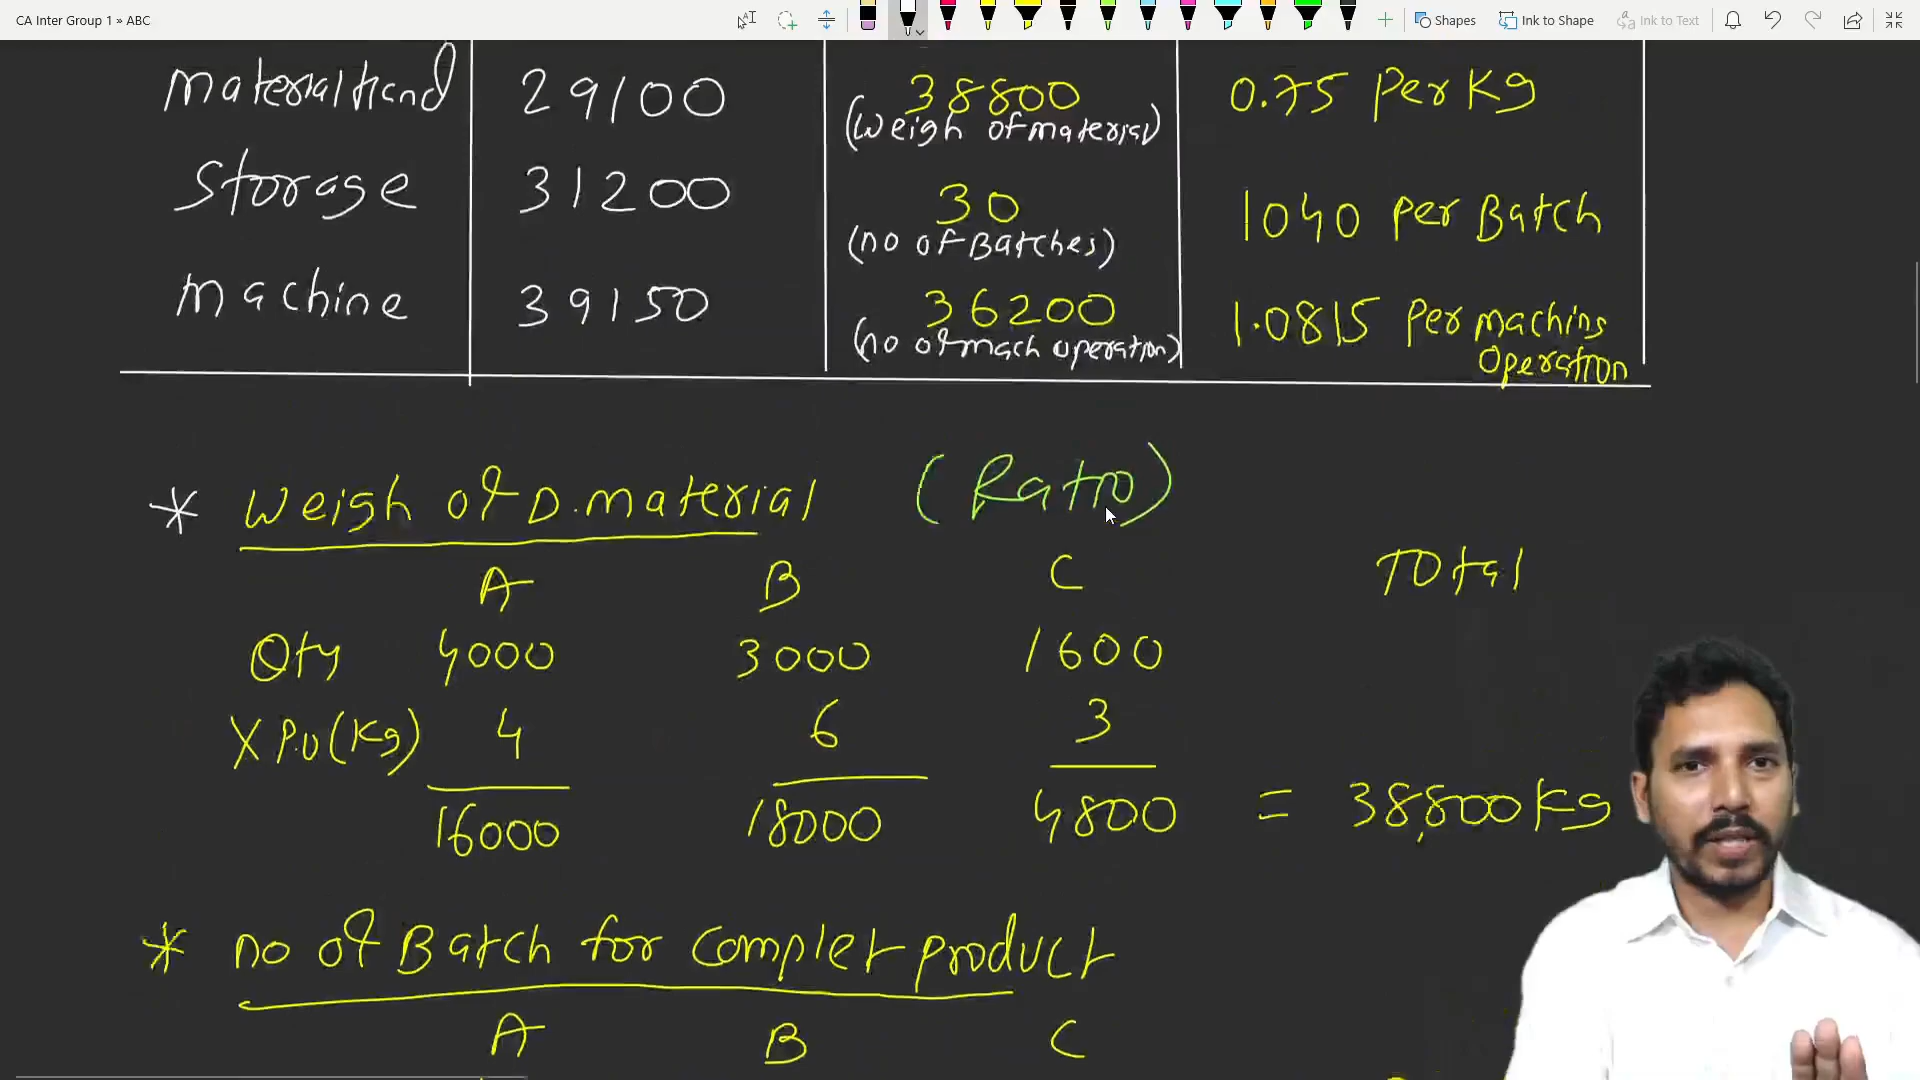 CA Inter Group 1 » ABC
Shapes Ink to Shape Ink to Text
Material Hand 29100 38800 0.75 Per Kg
(Weigh of material)
Storage 31200 30 1040 Per Batch
(no of Batches)
Machine 39150 36200 1.0815 Per machins
(no of mach operation) Operation
* Weigh of D.material (Ratio)
A B C Total
Qty 4000 3000 1600
X P.U (Kg) 4 6 3
16000 18000 4800 = 38,800 Kg
* no of Batch for Complet product
A B C